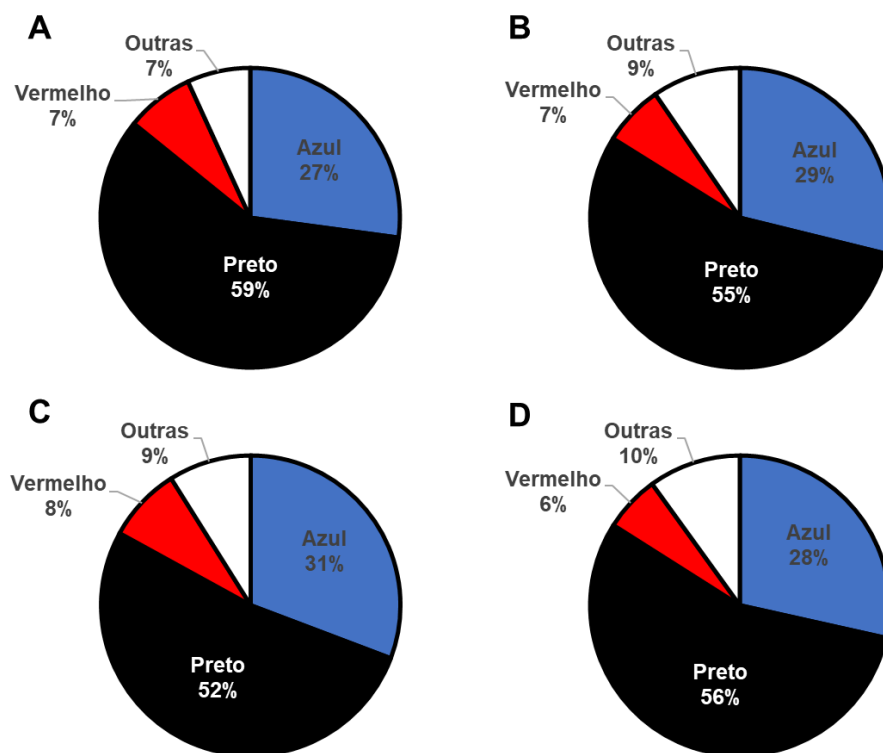 A
Outras
7%
Vermelho
7%
Azul
27%
Preto
59%
B
Outras
9%
Vermelho
7%
Azul
29%
Preto
55%
C
Outras
9%
Vermelho
8%
Azul
31%
Preto
52%
D
Outras
10%
Vermelho
6%
Azul
28%
Preto
56%